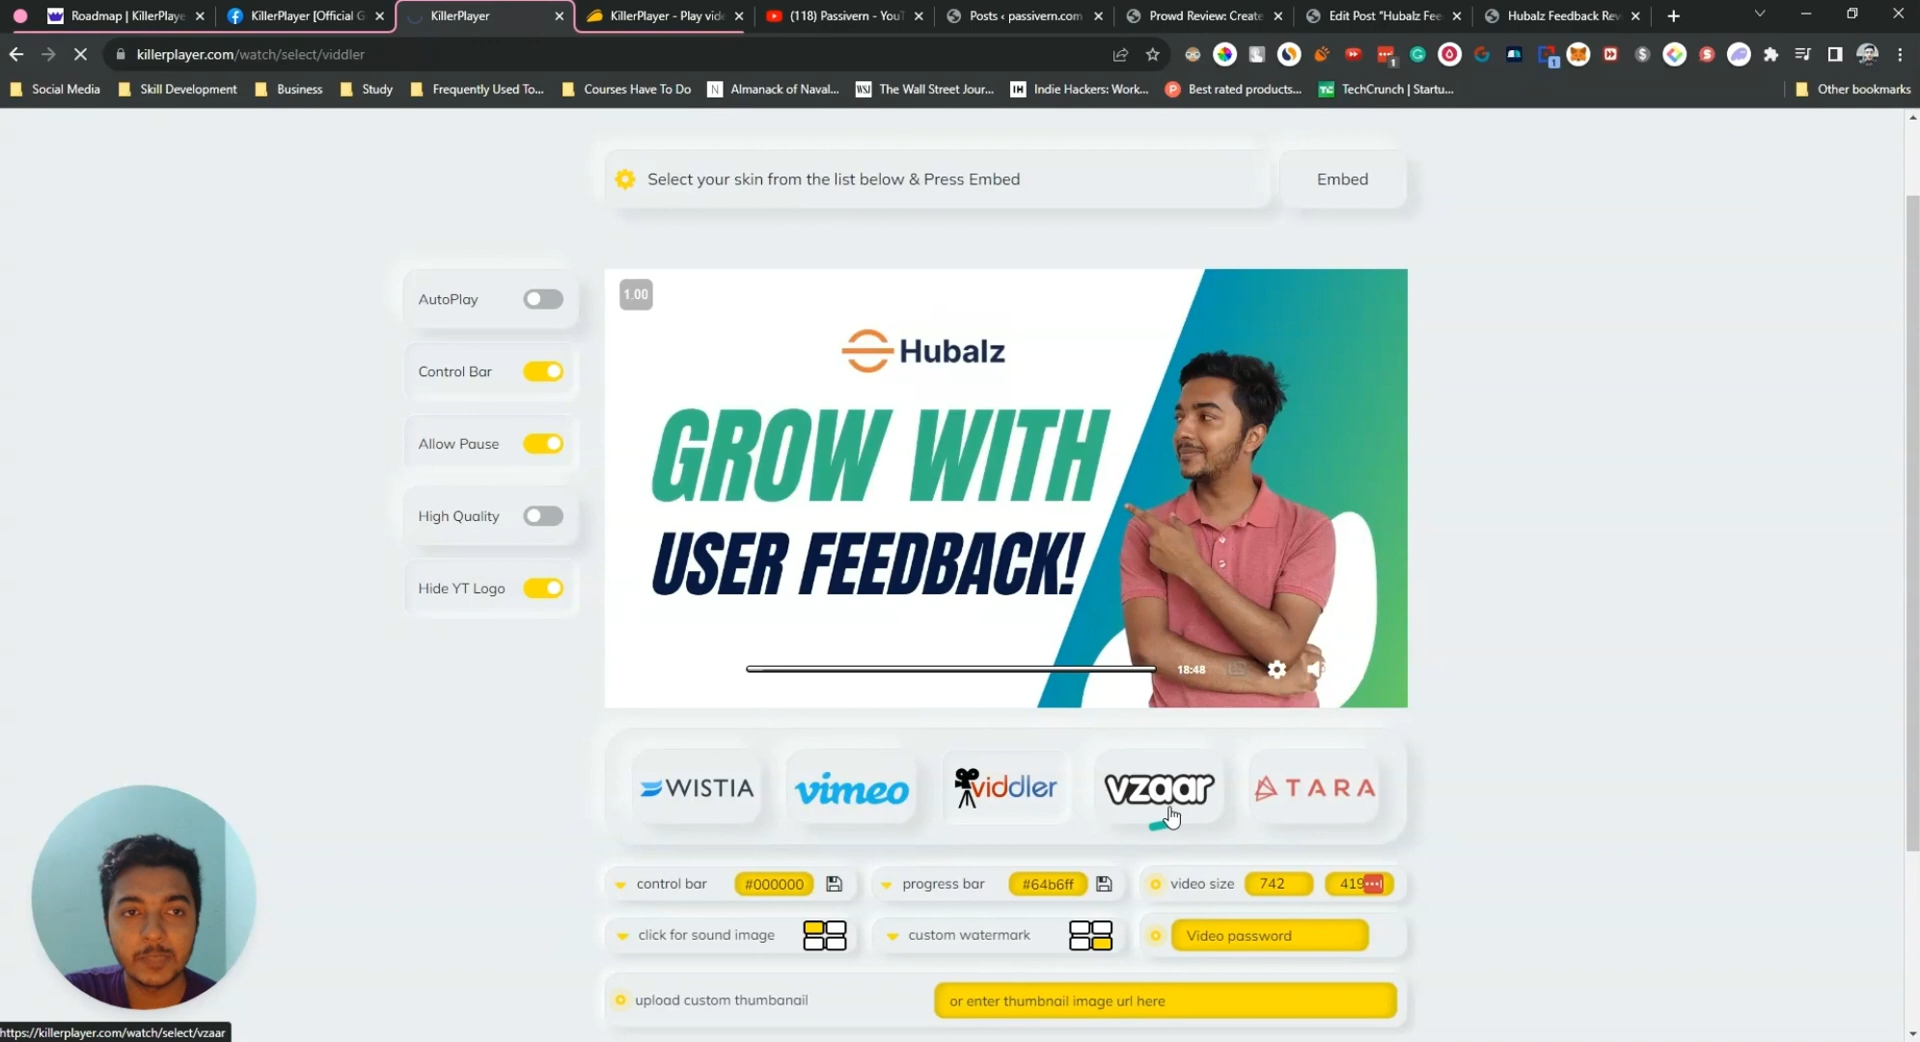 Roadmap | KillerPlaye
KillerPlayer [Official G
KillerPlayer
KillerPlayer - Play vide
(118) Passivern - YouT
Posts ‹ passivern.com
Prowd Review: Create
Edit Post "Hubalz Fee
Hubalz Feedback Rev
killerplayer.com/watch/select/viddler
Social Media
Skill Development
Business
Study
Frequently Used To...
Courses Have To Do
N
Almanack of Naval...
WSJ
The Wall Street Jour...
IH
Indie Hackers: Work...
P
Best rated products...
TechCrunch | Startu...
Other bookmarks
Select your skin from the list below & Press Embed
Embed
AutoPlay
Control Bar
Allow Pause
High Quality
Hide YT Logo
1.00
Hubalz
GROW WITH
USER FEEDBACK!
18:48
WISTIA
vimeo
viddler
vzaar
TARA
control bar
#000000
progress bar
#64b6ff
video size
742
419
click for sound image
custom watermark
Video password
upload custom thumbanail
or enter thumbnail image url here
https://killerplayer.com/watch/select/vzaar